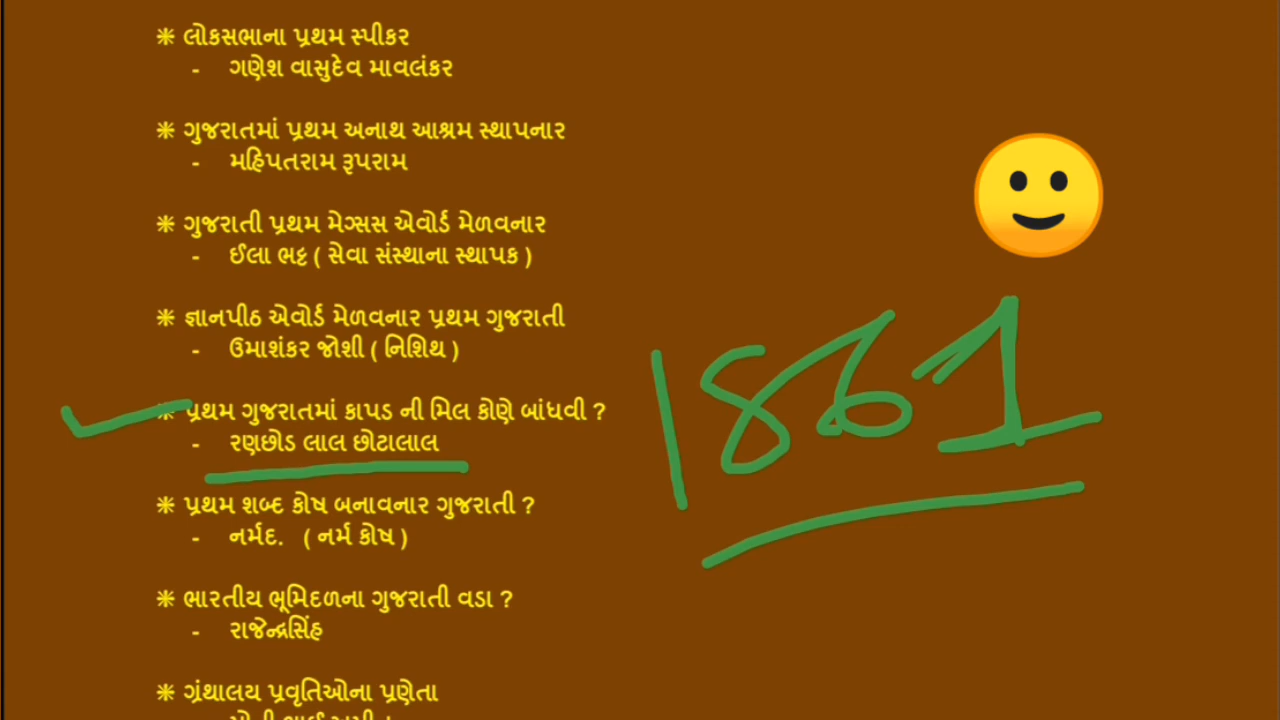 ❋ લોકસભાના પ્રથમ સ્પીકર
- ગણેશ વાસુદેવ માવલંકર
❋ ગુજરાતમાં પ્રથમ અનાથ આશ્રમ સ્થાપનાર
- મહિપતરામ રૂપરામ
❋ ગુજરાતી પ્રથમ મેગ્સસ એવોર્ડ મેળવનાર
- ઈલા ભટ્ટ ( સેવા સંસ્થાના સ્થાપક )
❋ જ્ઞાનપીઠ એવોર્ડ મેળવનાર પ્રથમ ગુજરાતી
- ઉમાશંકર જોશી ( નિશિથ )
❋ પ્રથમ ગુજરાતમાં કાપડ ની મિલ કોણે બાંધવી ?
- રણછોડ લાલ છોટાલાલ
1861
❋ પ્રથમ શબ્દ કોષ બનાવનાર ગુજરાતી ?
- નર્મદ. ( નર્મ કોષ )
❋ ભારતીય ભૂમિદળના ગુજરાતી વડા ?
- રાજેન્દ્રસિંહ
❋ ગ્રંથાલય પ્રવૃતિઓના પ્રણેતા